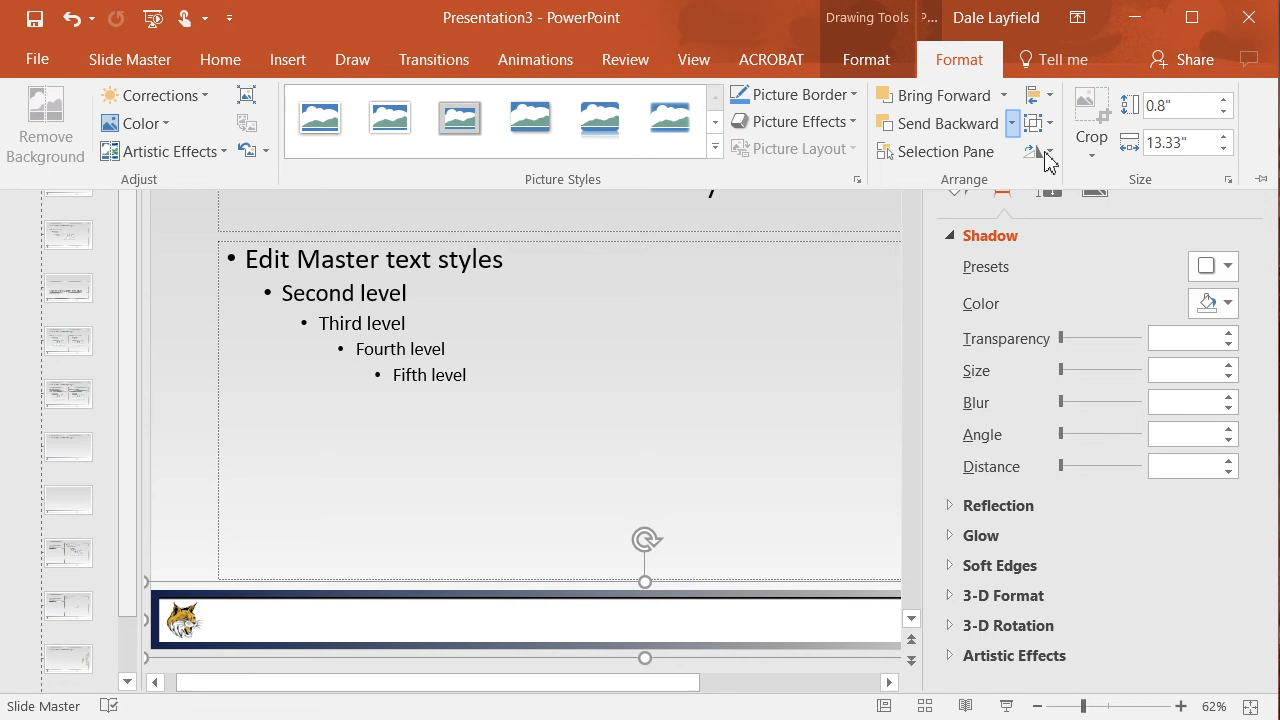 Presentation3 - PowerPoint
Drawing Tools
P...
Dale Layfield
File
Slide Master
Home
Insert
Draw
Transitions
Animations
Review
View
ACROBAT
Format
Format
Tell me
Share
Remove
Background
Corrections
Color
Artistic Effects
Adjust
Picture Styles
Picture Border
Picture Effects
Picture Layout
Bring Forward
Send Backward
Selection Pane
Arrange
Crop
0.8"
13.33"
Size
• Edit Master text styles
• Second level
• Third level
• Fourth level
• Fifth level
Shadow
Presets
Color
Transparency
Size
Blur
Angle
Distance
Reflection
Glow
Soft Edges
3-D Format
3-D Rotation
Artistic Effects
Slide Master
62%